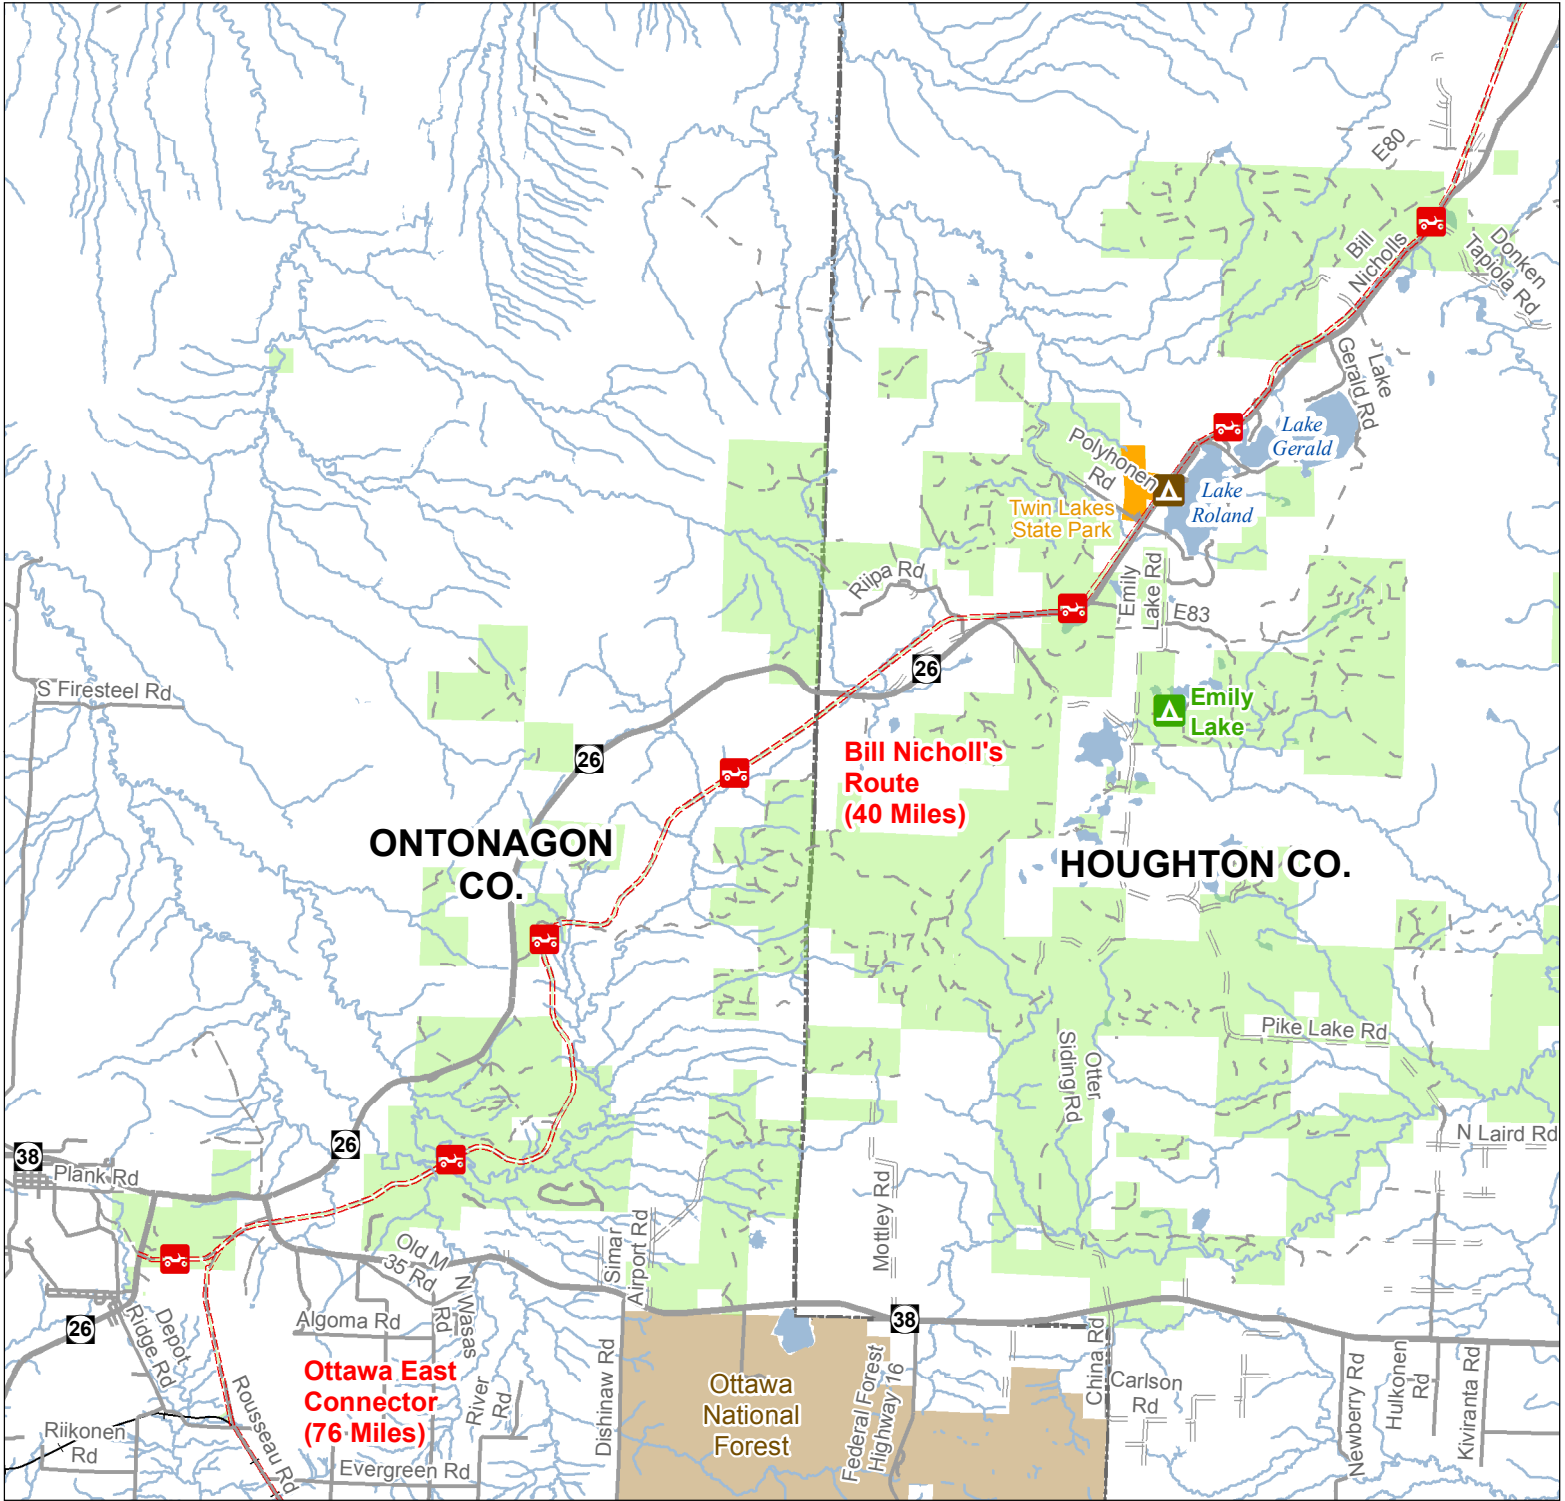 E80
Bill
Nicholls
Donken
Tapiola Rd
Lake
Gerald Rd
Lake
Gerald
Polyhonen
Rd
Lake
Roland
Twin Lakes
State Park
Riipa Rd
Emily
Lake Rd
E83
26
S Firesteel Rd
Emily
Lake
26
Bill Nicholl's
Route
(40 Miles)
ONTONAGON
CO.
HOUGHTON CO.
Pike Lake Rd
Otter
Siding Rd
N Laird Rd
26
38
Plank Rd
Mottley Rd
Simar
Airport Rd
Old M
35 Rd
N Wasas
Rd
Algoma Rd
Depot
Ridge Rd
26
38
Ottawa East
Connector
(76 Miles)
River
Rd
Rousseau Rd
Riikonen
Rd
Evergreen Rd
Dishinaw Rd
Ottawa
National
Forest
Federal Forest
Highway 16
China Rd
Carlson
Rd
Newberry Rd
Hulkonen
Rd
Kiviranta Rd